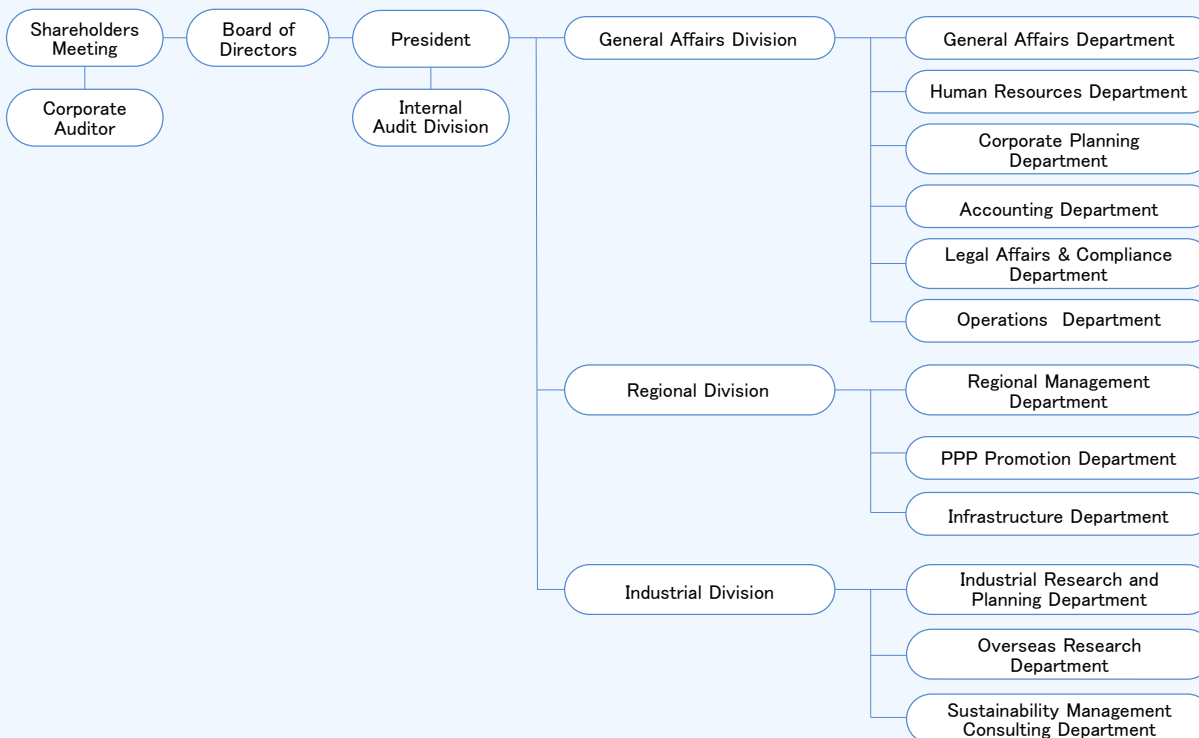 Shareholders
Meeting
Board of
Directors
President
General Affairs Division
General Affairs Department
Corporate
Auditor
Internal
Audit Division
Human Resources Department
Corporate Planning
Department
Accounting Department
Legal Affairs & Compliance
Department
Operations Department
Regional Division
Regional Management
Department
PPP Promotion Department
Infrastructure Department
Industrial Division
Industrial Research and
Planning Department
Overseas Research
Department
Sustainability Management
Consulting Department